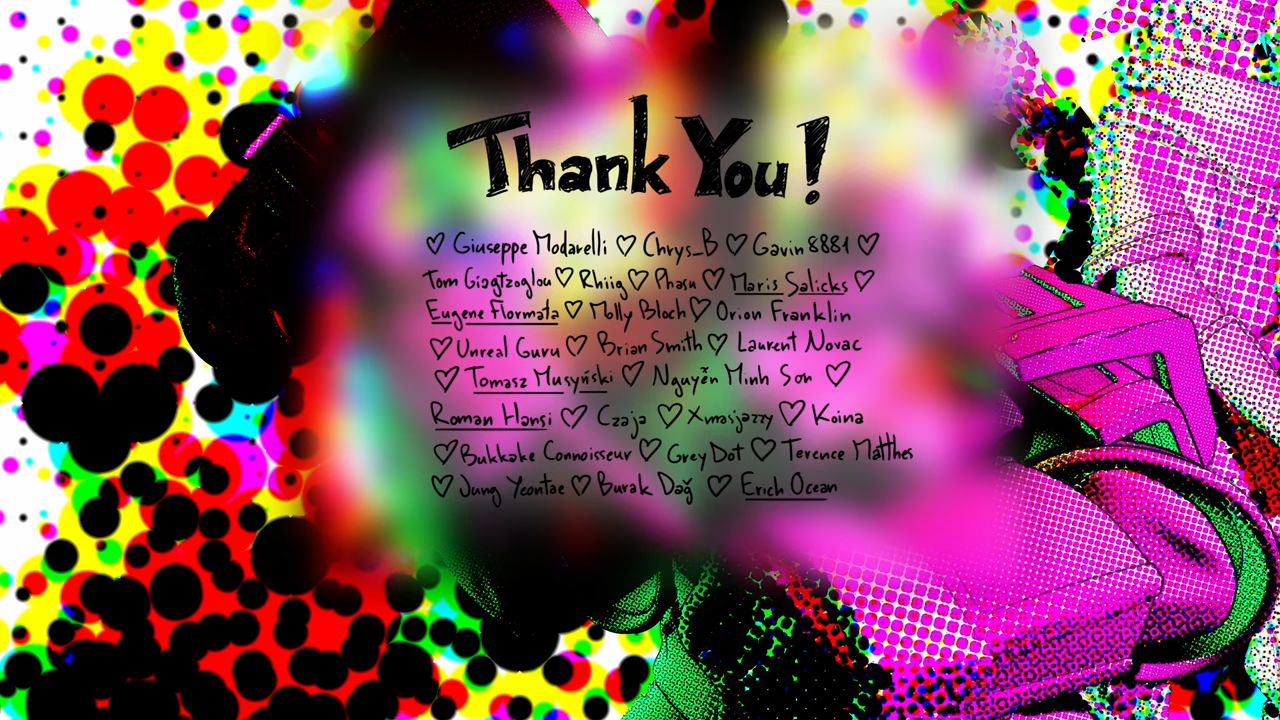 Thank You!
♡ Giuseppe Modarelli ♡ Chrys_B ♡ Gavin8881 ♡
Tom Giagtzoglou ♡ Rhiig ♡ Phasu ♡ Maris Salicks ♡
Eugene Flormata ♡ Molly Bloch ♡ Orion Franklin
♡ Unreal Guru ♡ Brian Smith ♡ Laurent Novac
♡ Tomasz Musyński ♡ Nguyễn Minh Son ♡
Roman Hansi ♡ Czaja ♡ Xmasjazzy ♡ Koina
♡ Bukkake Connoisseur ♡ Grey Dot ♡ Terence Matthes
♡ Jung Yeontae ♡ Burak Dağ ♡ Erich Ocean